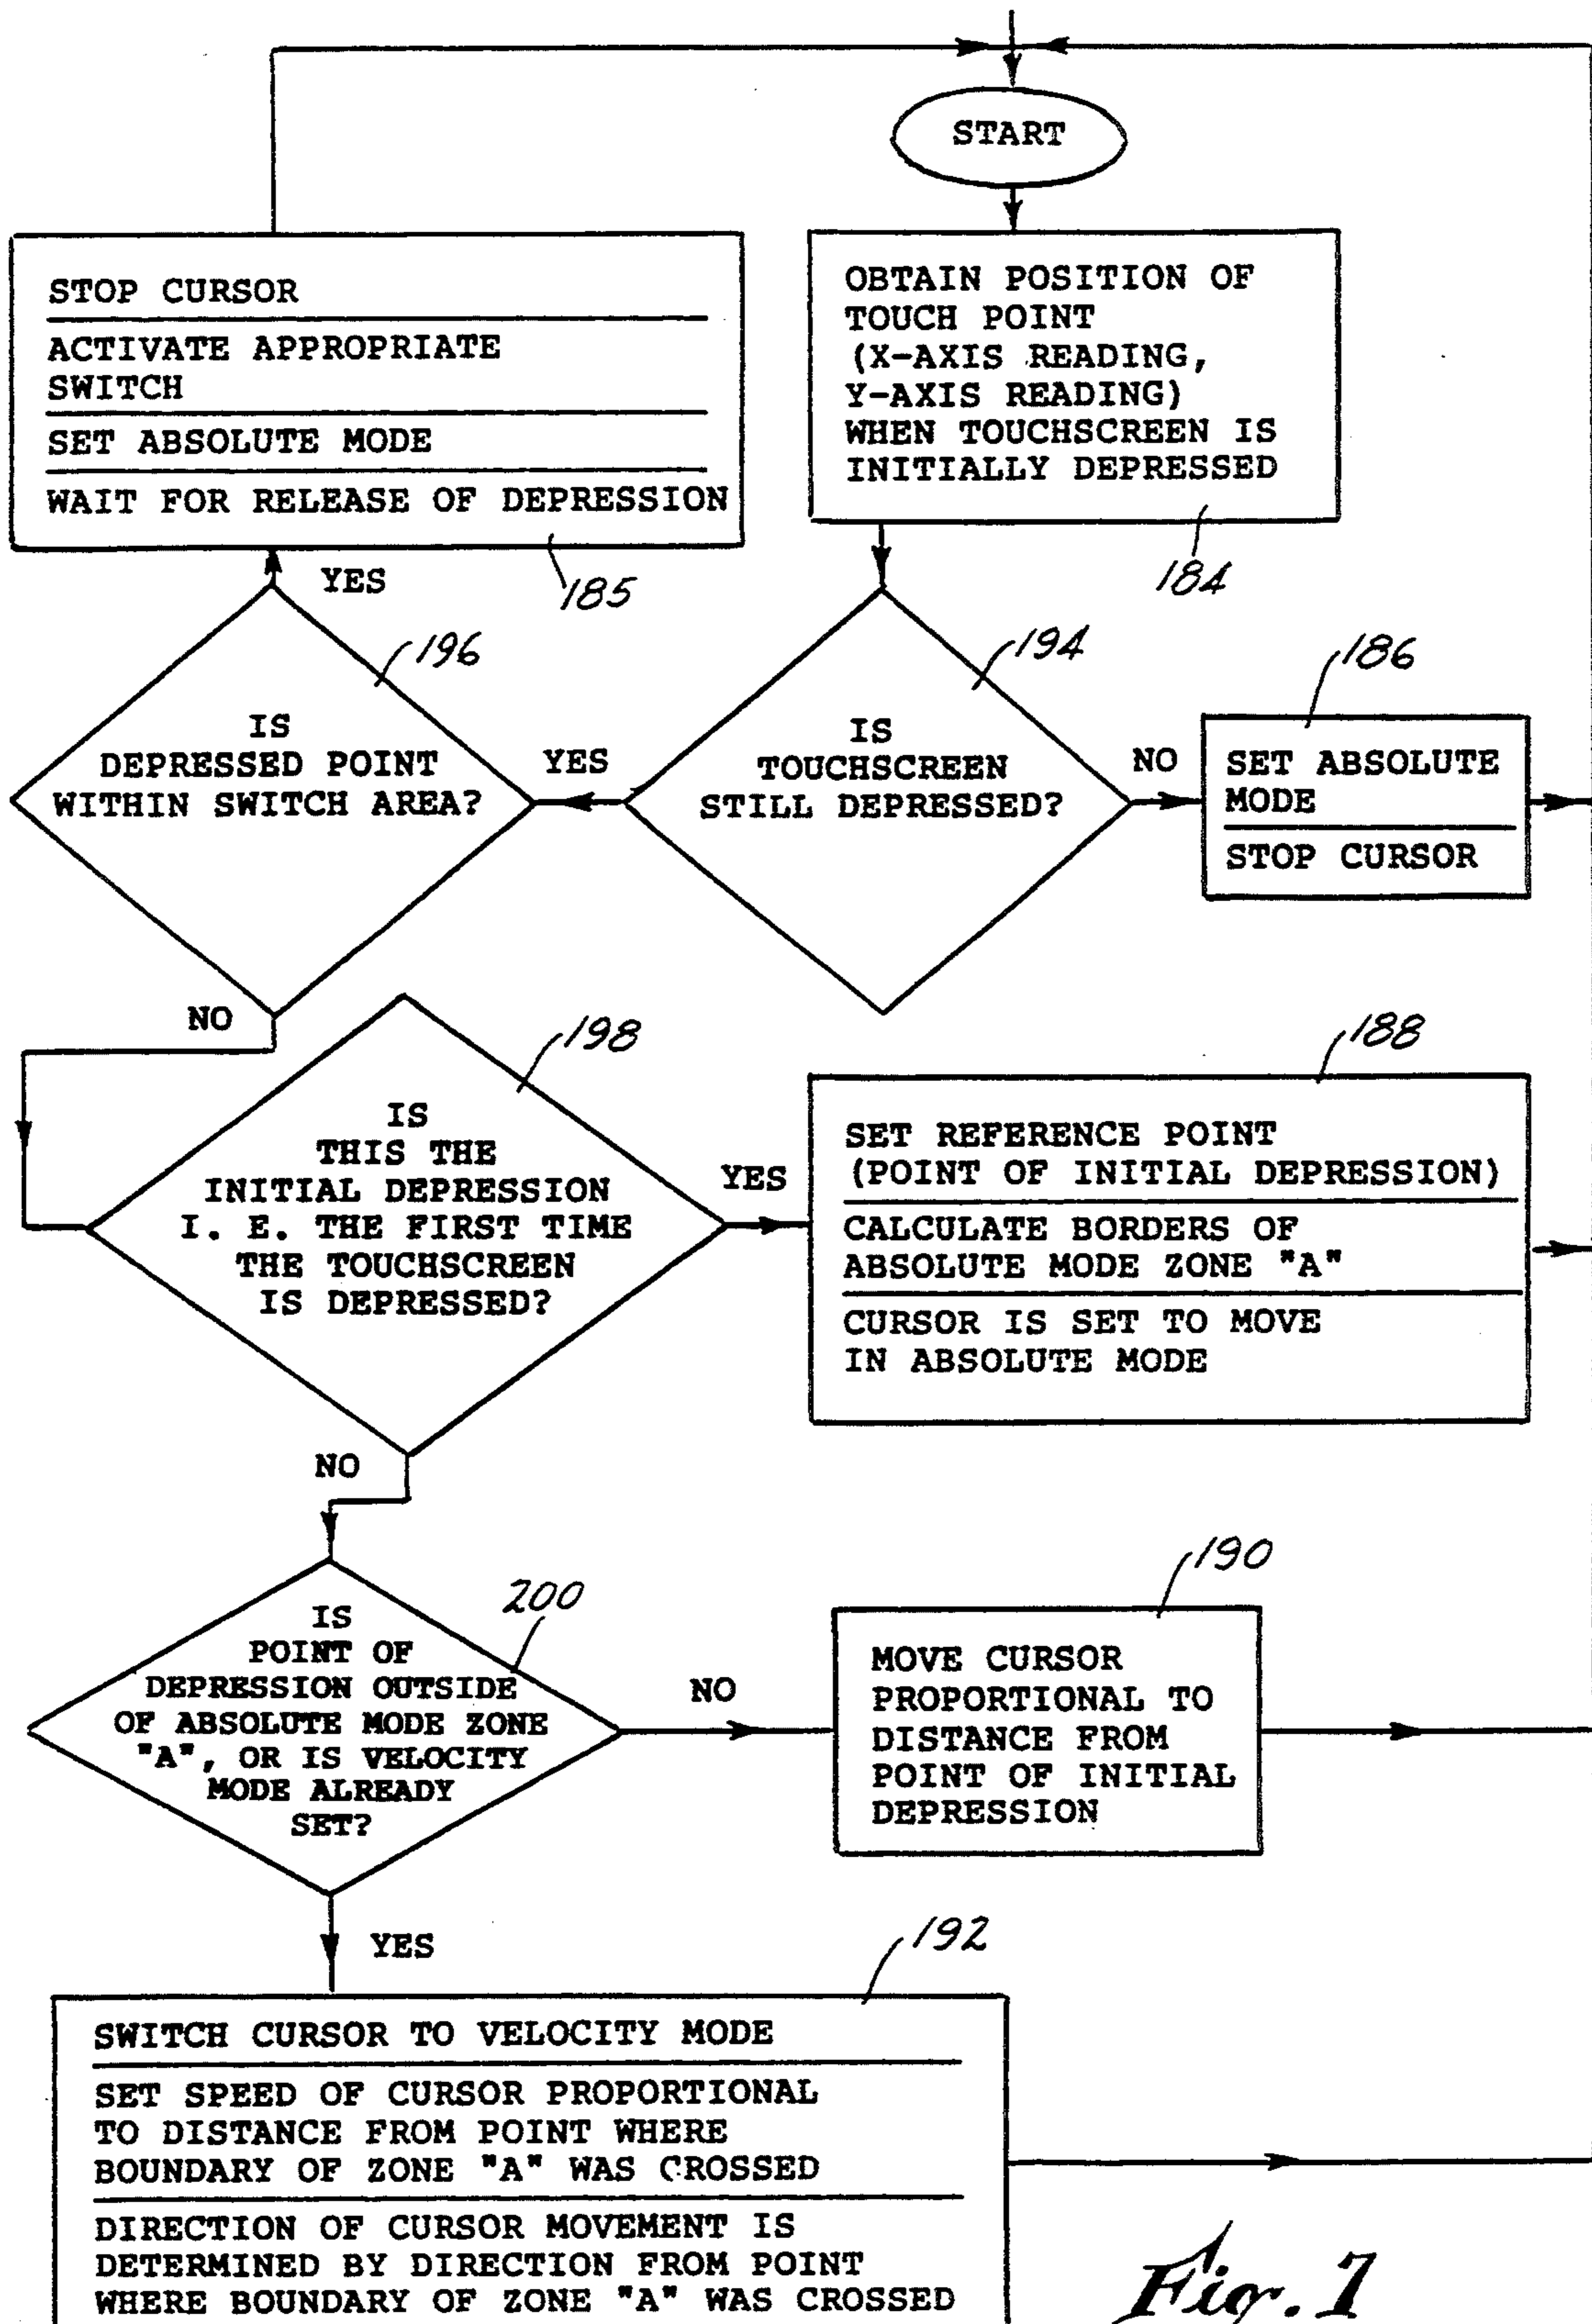 START
OBTAIN POSITION OF
TOUCH POINT
(X-AXIS READING,
Y-AXIS READING)
WHEN TOUCHSCREEN IS
INITIALLY DEPRESSED
184
STOP CURSOR
ACTIVATE APPROPRIATE
SWITCH
SET ABSOLUTE MODE
WAIT FOR RELEASE OF DEPRESSION
185
YES
196
IS
DEPRESSED POINT
WITHIN SWITCH AREA?
YES
194
IS
TOUCHSCREEN
STILL DEPRESSED?
NO
186
SET ABSOLUTE
MODE
STOP CURSOR
NO
198
IS
THIS THE
INITIAL DEPRESSION
I. E. THE FIRST TIME
THE TOUCHSCREEN
IS DEPRESSED?
YES
188
SET REFERENCE POINT
(POINT OF INITIAL DEPRESSION)
CALCULATE BORDERS OF
ABSOLUTE MODE ZONE "A"
CURSOR IS SET TO MOVE
IN ABSOLUTE MODE
NO
200
IS
POINT OF
DEPRESSION OUTSIDE
OF ABSOLUTE MODE ZONE
"A", OR IS VELOCITY
MODE ALREADY
SET?
NO
190
MOVE CURSOR
PROPORTIONAL TO
DISTANCE FROM
POINT OF INITIAL
DEPRESSION
YES
192
SWITCH CURSOR TO VELOCITY MODE
SET SPEED OF CURSOR PROPORTIONAL
TO DISTANCE FROM POINT WHERE
BOUNDARY OF ZONE "A" WAS CROSSED
DIRECTION OF CURSOR MOVEMENT IS
DETERMINED BY DIRECTION FROM POINT
WHERE BOUNDARY OF ZONE "A" WAS CROSSED
Fig. 7